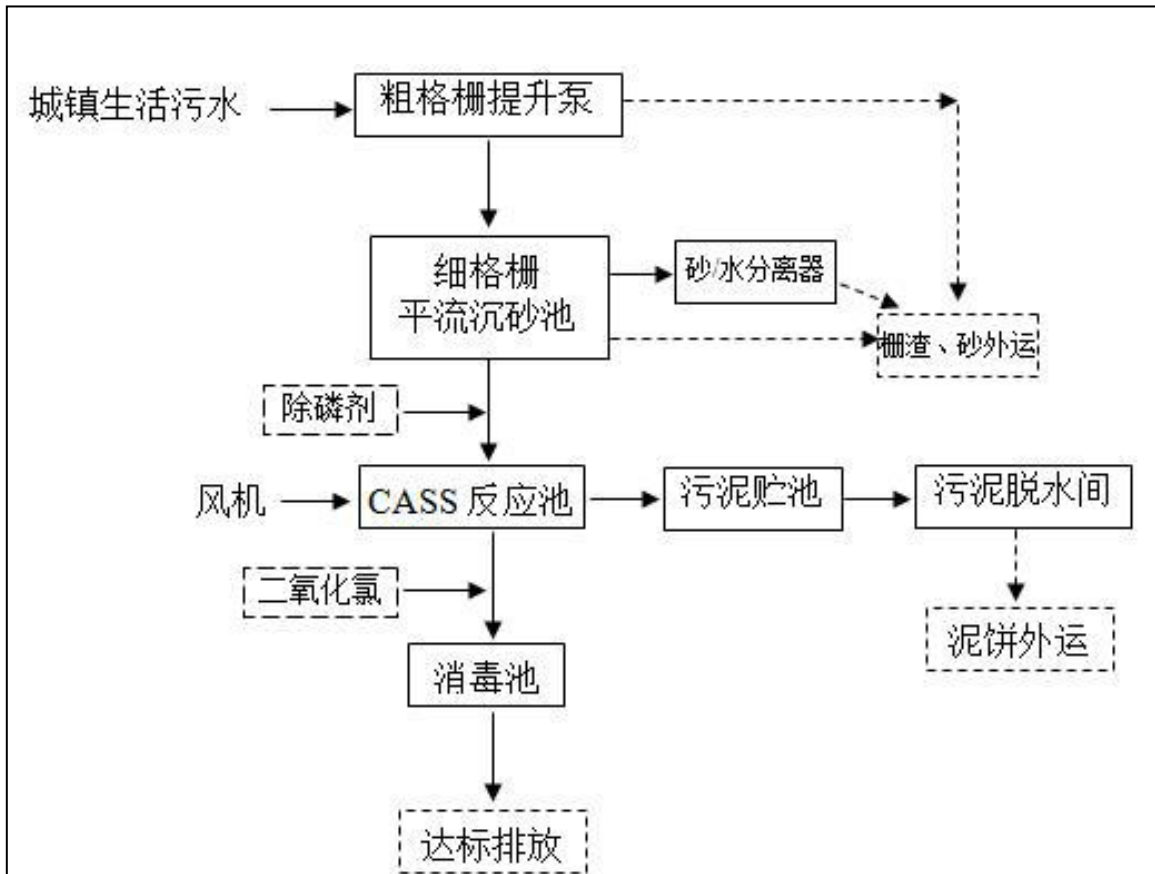 城镇生活污水
粗格栅提升泵
细格栅
平流沉砂池
砂/水分离器
栅渣、砂外运
除磷剂
风机
CASS 反应池
污泥贮池
污泥脱水间
二氧化氯
泥饼外运
消毒池
达标排放